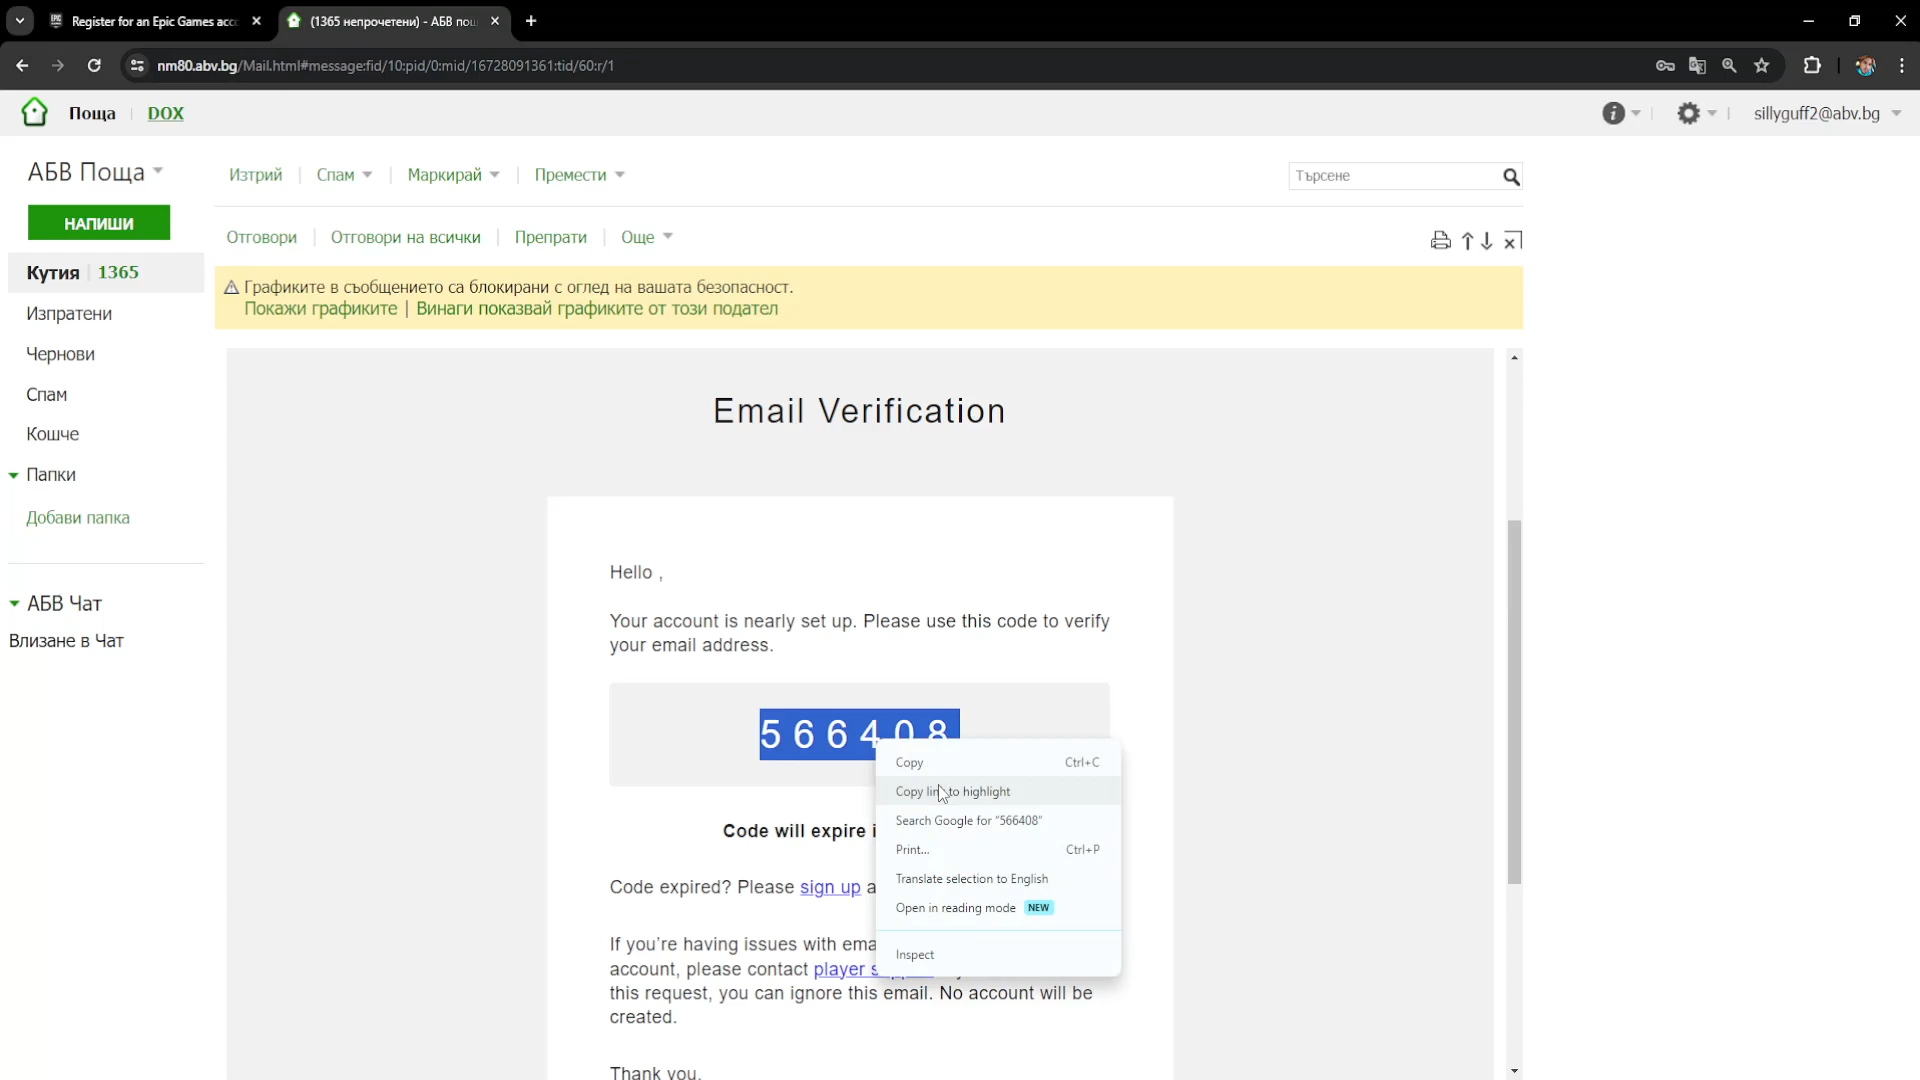 Register for an Epic Games acc
(1365 непрочетени) - АБВ пощ
nm80.abv.bg/Mail.html#message:fid/10:pid/0:mid/16728091361:tid/60:r/1
Поща
DOX
sillyguff2@abv.bg
АБВ Поща
Изтрий
Спам
Маркирай
Премести
Търсене
НАПИШИ
Отговори
Отговори на всички
Препрати
Още
Кутия 1365
Графиките в съобщението са блокирани с оглед на вашата безопасност.
Покажи графиките | Винаги показвай графиките от този подател
Изпратени
Чернови
Спам
Кошче
Папки
Добави папка
АБВ Чат
Влизане в Чат
Email Verification
Hello ,
Your account is nearly set up. Please use this code to verify
your email address.
566408
Copy Ctrl+C
Copy link to highlight
Search Google for "566408"
Print... Ctrl+P
Translate selection to English
Open in reading mode NEW
Inspect
Code will expire i
Code expired? Please sign up a
If you're having issues with ema
account, please contact player
this request, you can ignore this email. No account will be
created.
Thank you,